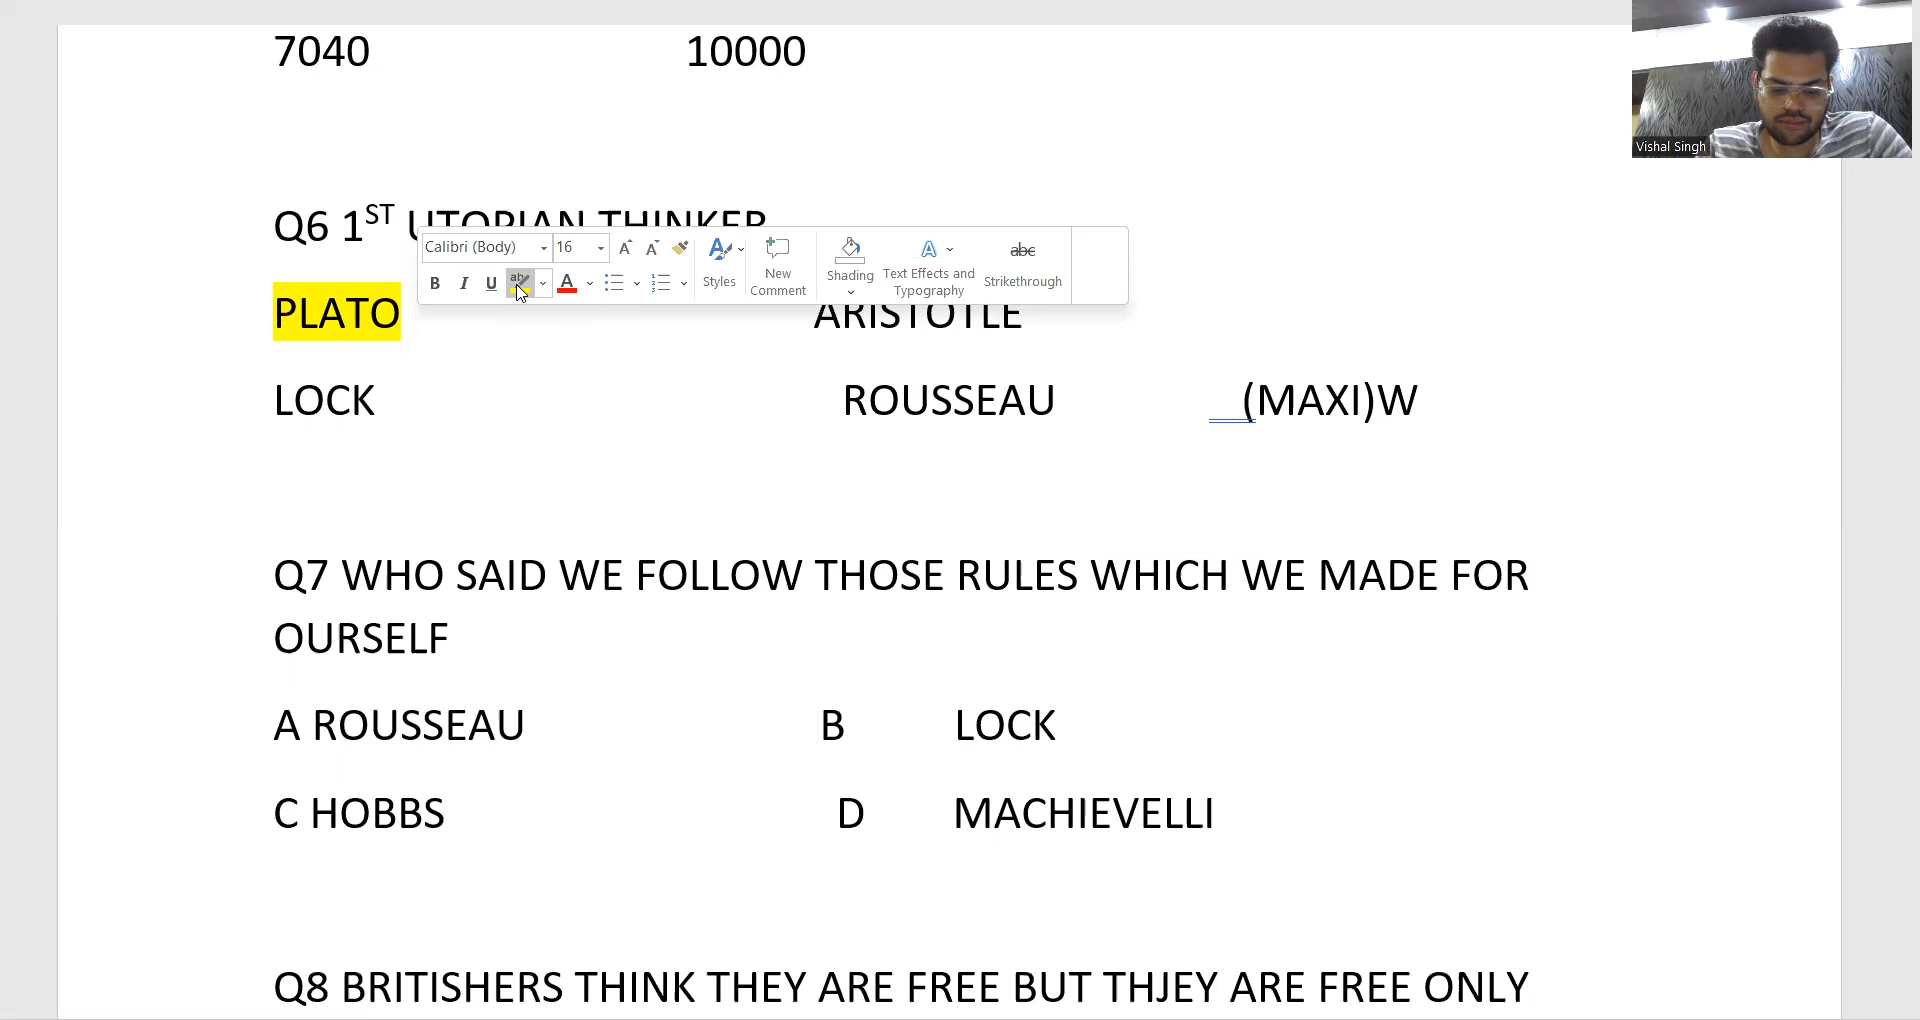 7040 10000
Vishal Singh
Q6 1ST UTOPIAN THINKER
Calibri (Body) 16 A A
B I U ab A Styles New Comment Shading Text Effects and Typography abc Strikethrough
PLATO ARISTOTLE
LOCK ROUSSEAU (MAXI)W
Q7 WHO SAID WE FOLLOW THOSE RULES WHICH WE MADE FOR
OURSELF
A ROUSSEAU B LOCK
C HOBBS D MACHIEVELLI
Q8 BRITISHERS THINK THEY ARE FREE BUT THJEY ARE FREE ONLY